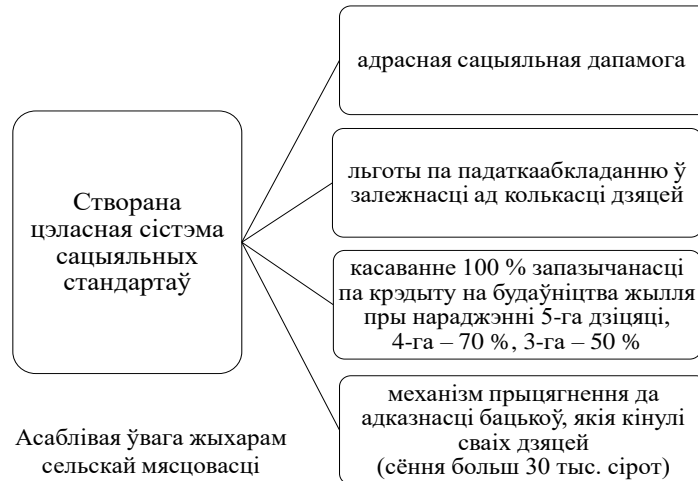 Створана
цэласная сістэма
сацыяльных
стандартаў
адрасная сацыяльная дапамога
льготы па падаткаабкладанню ў
залежнасці ад колькасці дзяцей
касаванне 100 % запазычанасці
па крэдыту на будаўніцтва жылля
пры нараджэнні 5-га дзіцяці,
4-га – 70 %, 3-га – 50 %
механізм прыцягнення да
адказнасці бацькоў, якія кінулі
сваіх дзяцей
(сёння больш 30 тыс. сірот)
Асаблівая ўвага жыхарам
сельскай мясцовасці